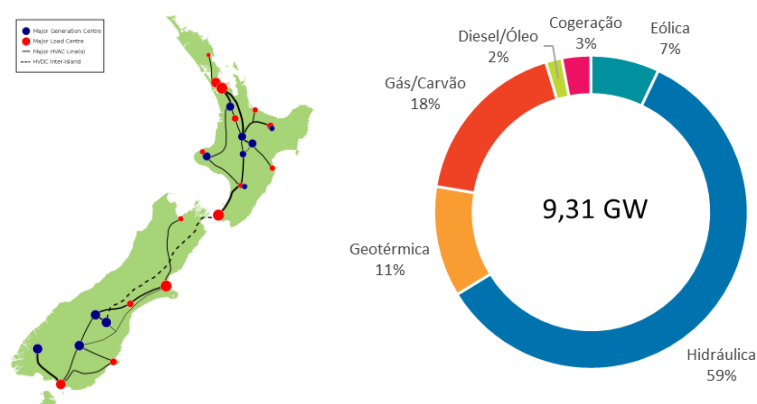 Major Generation Centre
Major Load Centre
Major HVAC Line(s)
HVDC Inter-Island
Cogeração
3%
Eólica
7%
Diesel/Óleo
2%
Gás/Carvão
18%
9,31 GW
Geotérmica
11%
Hidráulica
59%